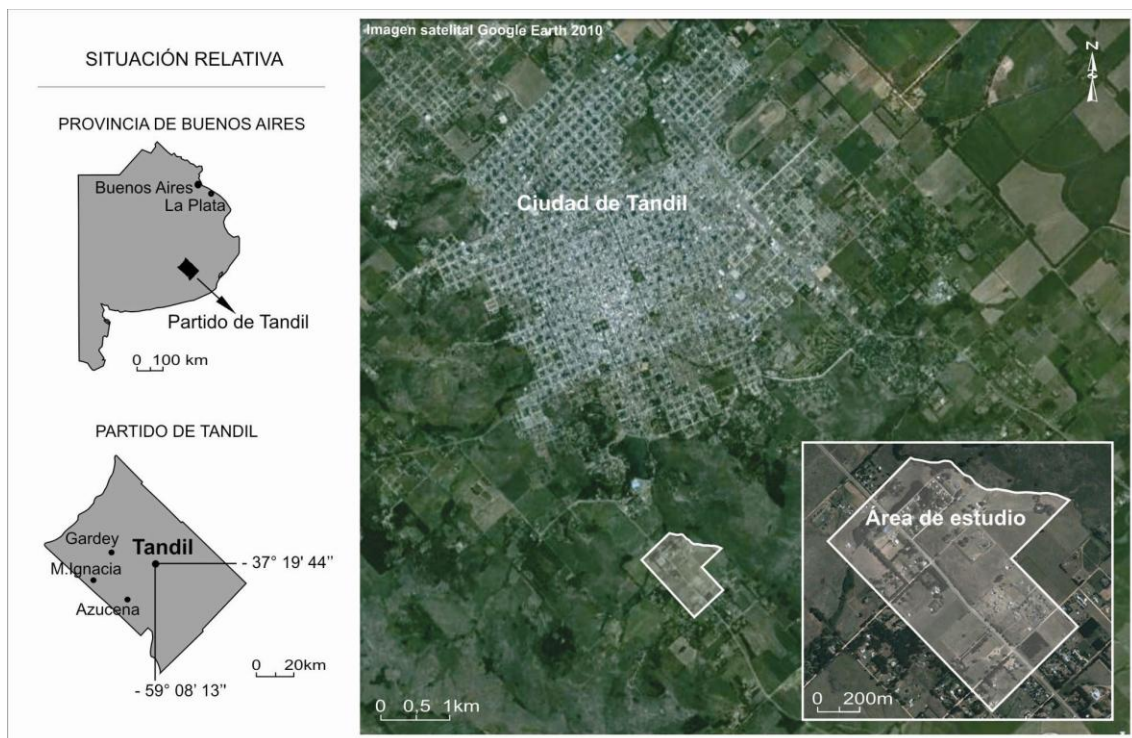 SITUACIÓN RELATIVA
PROVINCIA DE BUENOS AIRES
Buenos Aires
La Plata
Partido de Tandil
0 100 km
PARTIDO DE TANDIL
Gardey
Tandil
M.Ignacia
Azucena
- 37° 19' 44''
- 59° 08' 13''
0 20km
Imagen satelital Google Earth 2010
N
Ciudad de Tandil
0 0,5 1km
Área de estudio
0 200m